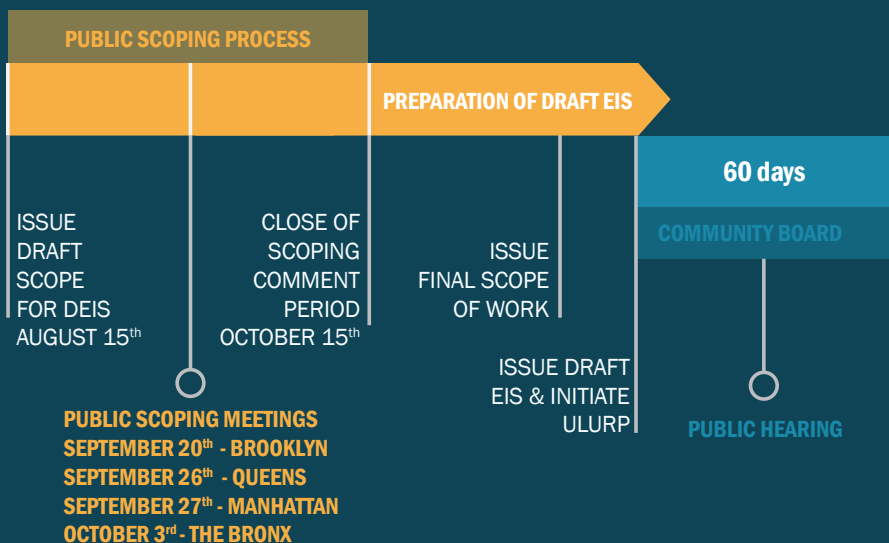 PUBLIC SCOPING PROCESS
PREPARATION OF DRAFT EIS
60 days
COMMUNITY BOARD
ISSUE
DRAFT
SCOPE
FOR DEIS
AUGUST 15th
CLOSE OF
SCOPING
COMMENT
PERIOD
OCTOBER 15th
ISSUE
FINAL SCOPE
OF WORK
ISSUE DRAFT
EIS & INITIATE
ULURP
PUBLIC SCOPING MEETINGS
SEPTEMBER 20th - BROOKLYN
SEPTEMBER 26th - QUEENS
SEPTEMBER 27th - MANHATTAN
OCTOBER 3rd - THE BRONX
PUBLIC HEARING